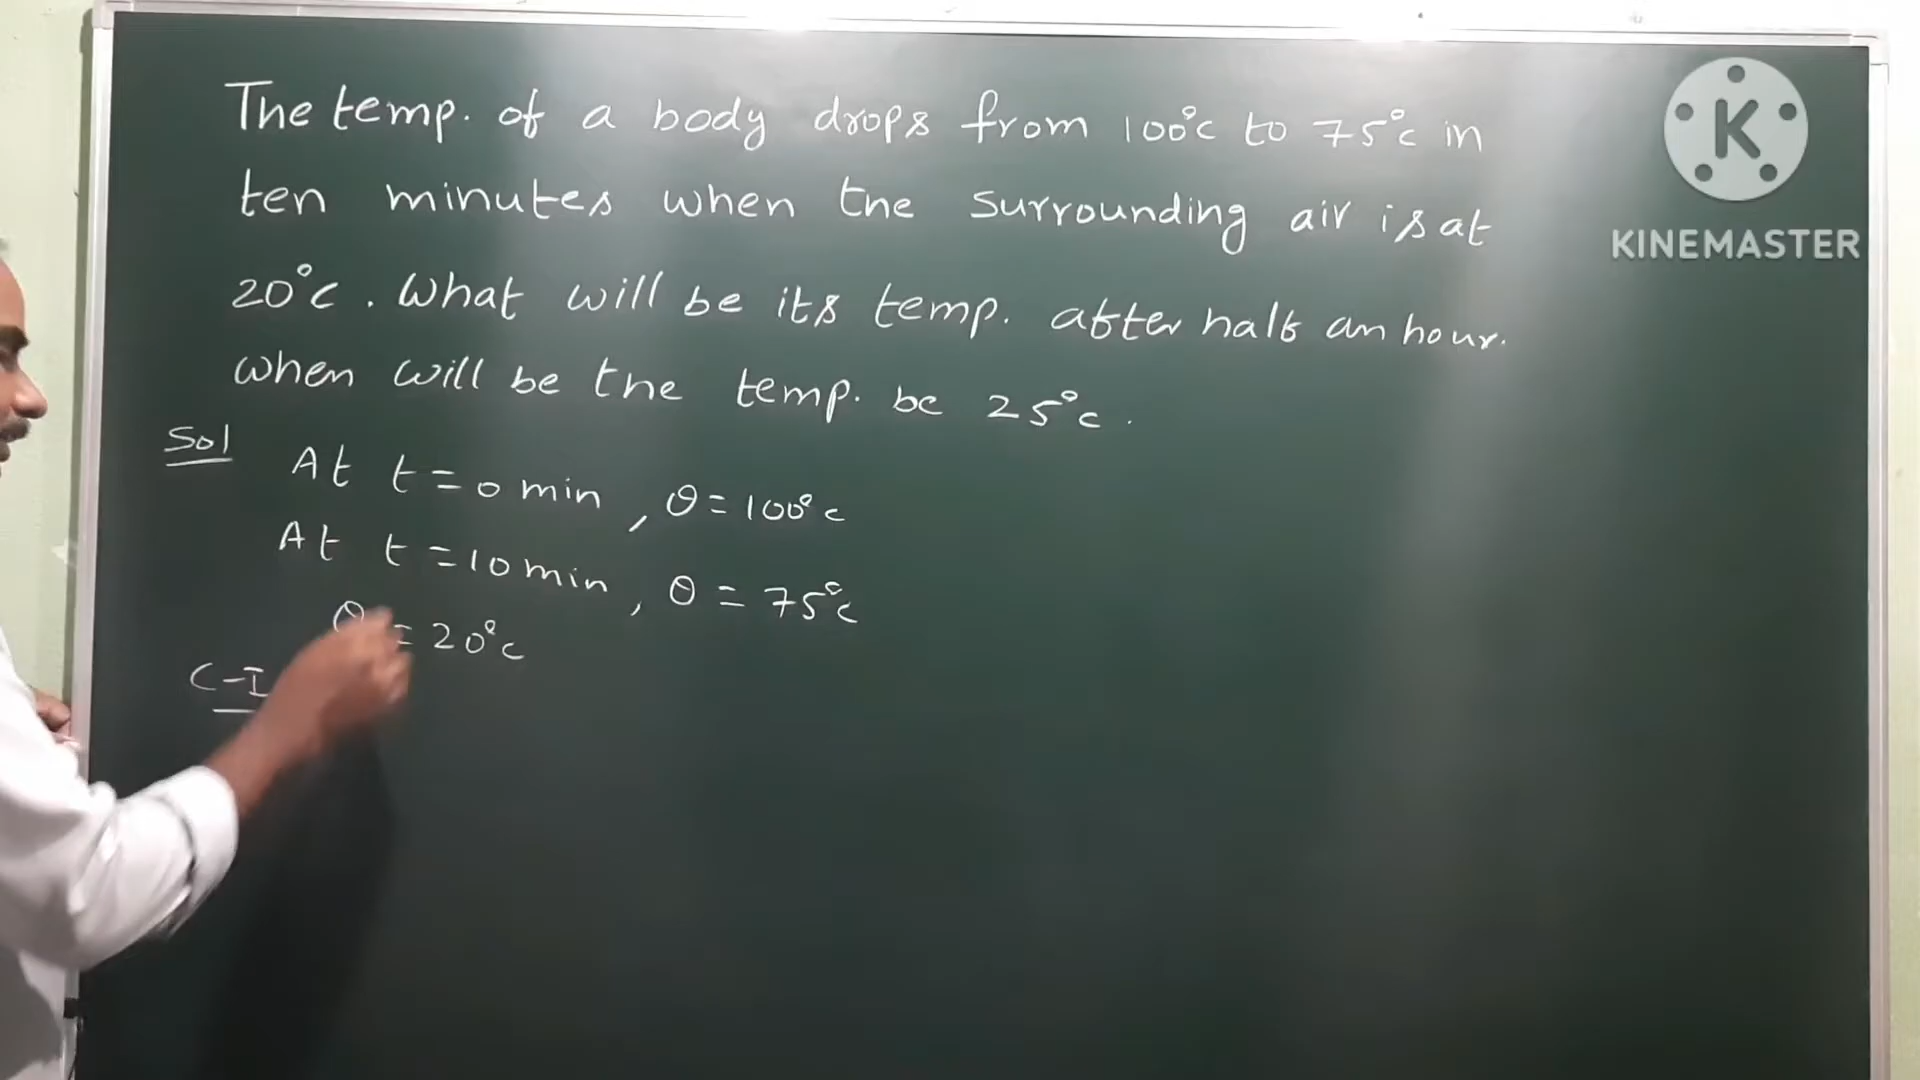 The temp. of a body drops from 100°c to 75°c in
ten minutes when the surrounding air is at
20°c. What will be its temp. after half an hour.
When will be the temp. be 25°c.
Sol
At t = 0 min, θ = 100°c
At t = 10 min, θ = 75°c
θ = 20°c
C-I
K
KINEMASTER